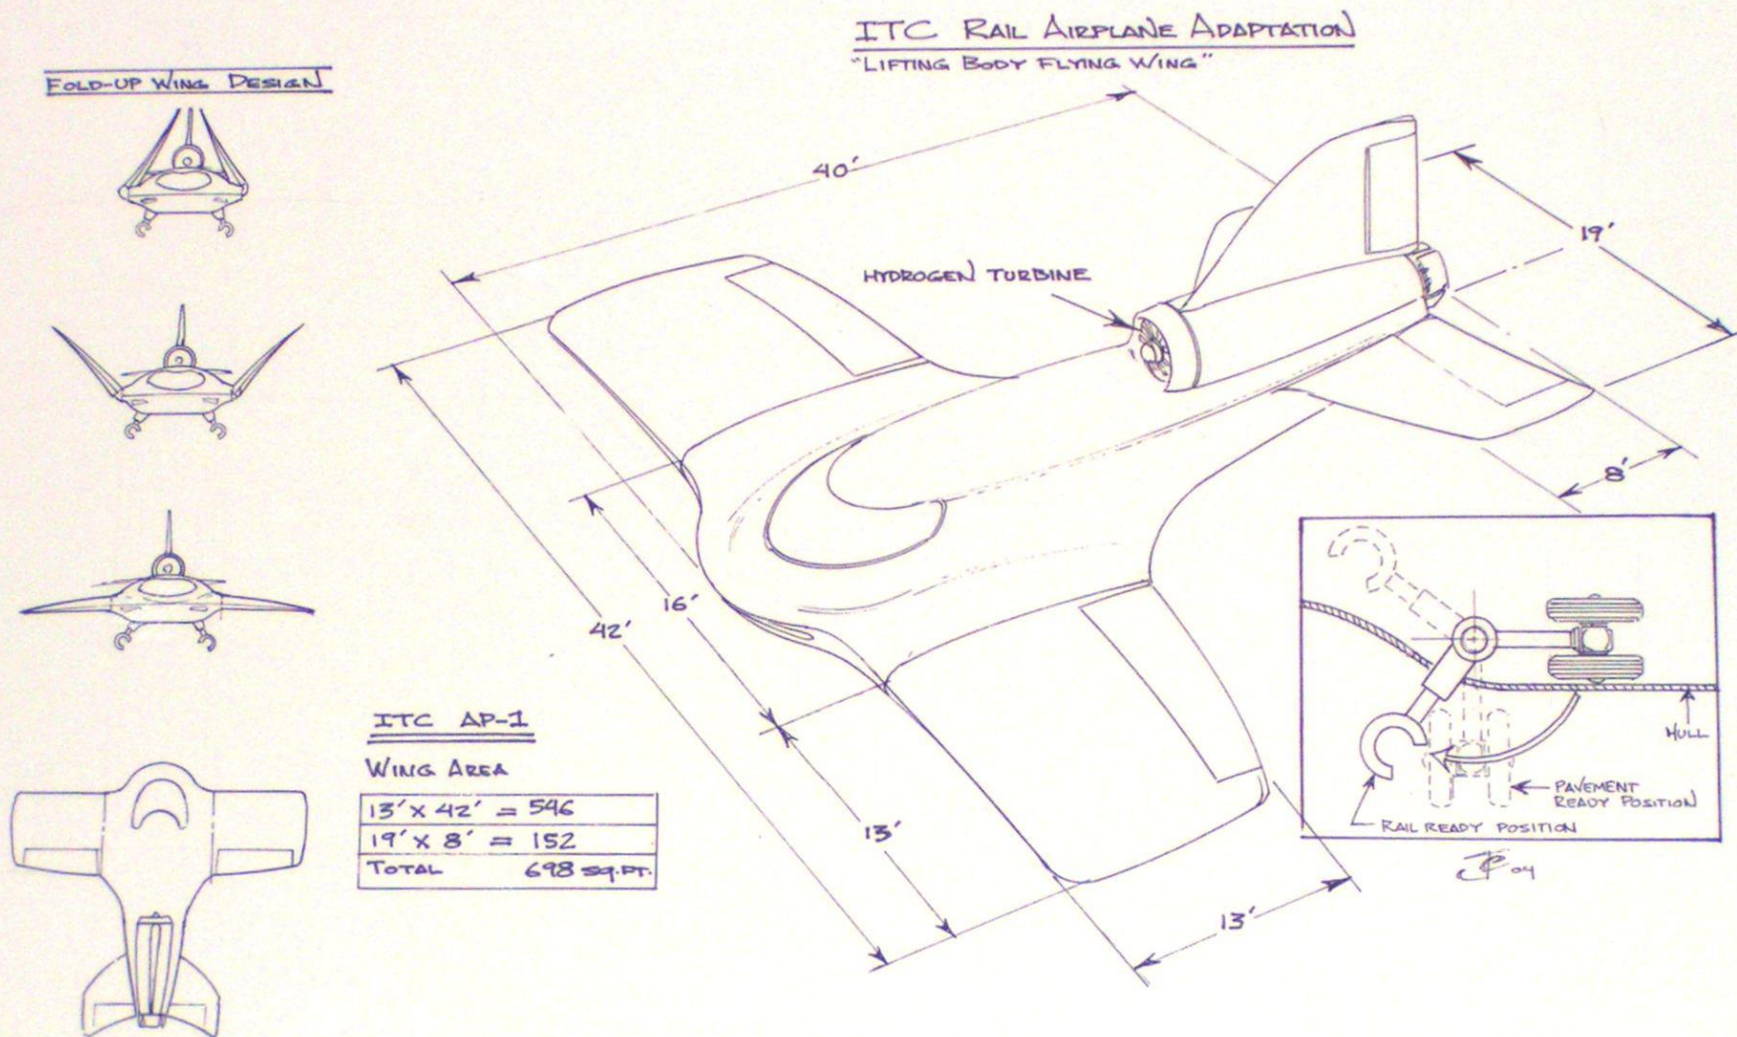 ITC RAIL AIRPLANE ADAPTATION
"LIFTING BODY FLYING WING"
FOLD-UP WING DESIGN
40'
19'
HYDROGEN TURBINE
8'
16'
42'
13'
13'
ITC AP-1
WING AREA
13' X 42' = 546
19' X 8' = 152
TOTAL 698 SQ.FT.
HULL
PAVEMENT
READY POSITION
RAIL READY POSITION
04